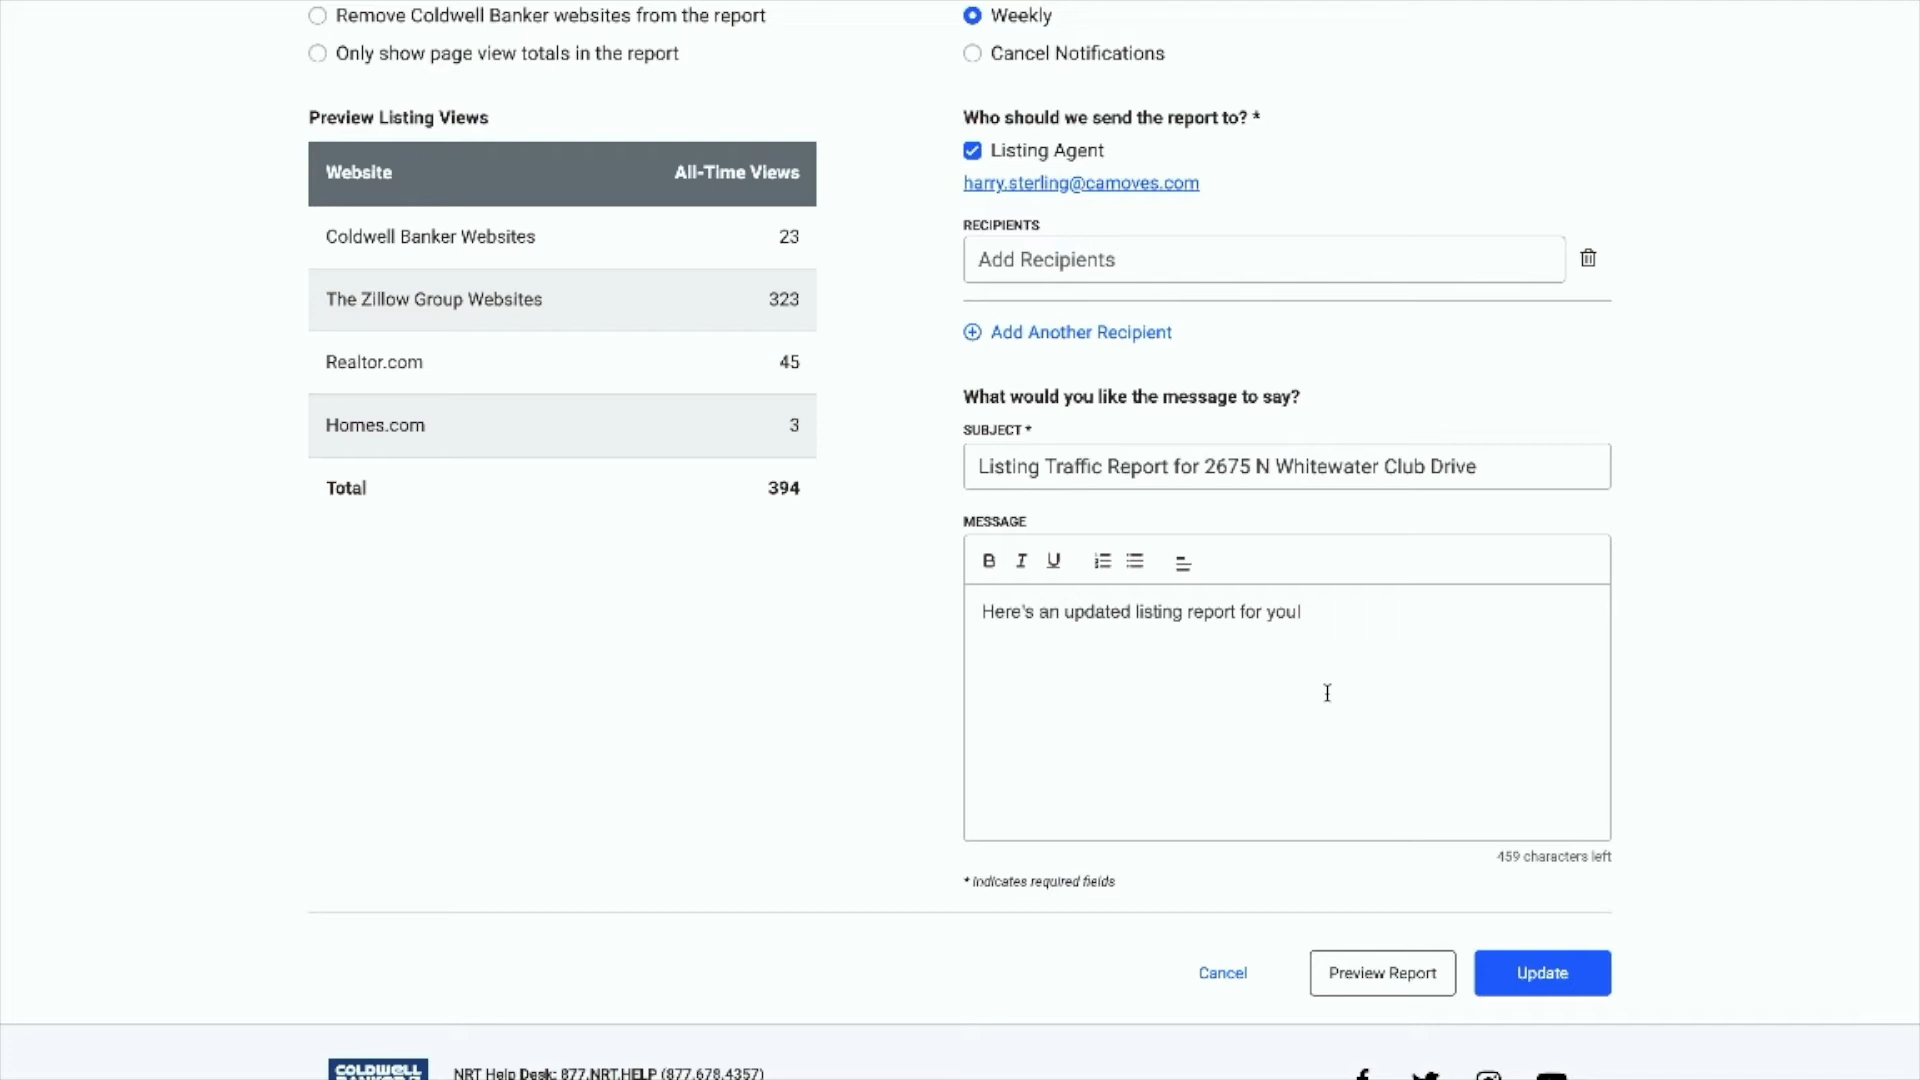 Remove Coldwell Banker websites from the report
Only show page view totals in the report
Preview Listing Views
Website All-Time Views
Coldwell Banker Websites 23
The Zillow Group Websites 323
Realtor.com 45
Homes.com 3
Total 394
Weekly
Cancel Notifications
Who should we send the report to? *
Listing Agent
harry.sterling@camoves.com
RECIPIENTS
Add Recipients
Add Another Recipient
What would you like the message to say?
SUBJECT *
Listing Traffic Report for 2675 N Whitewater Club Drive
MESSAGE
B I U
Here's an updated listing report for you!
459 characters left
* Indicates required fields
Cancel Preview Report Update
COLDWELL
BANKER
NRT Help Desk: 877.NRT.HELP (877.678.4357)